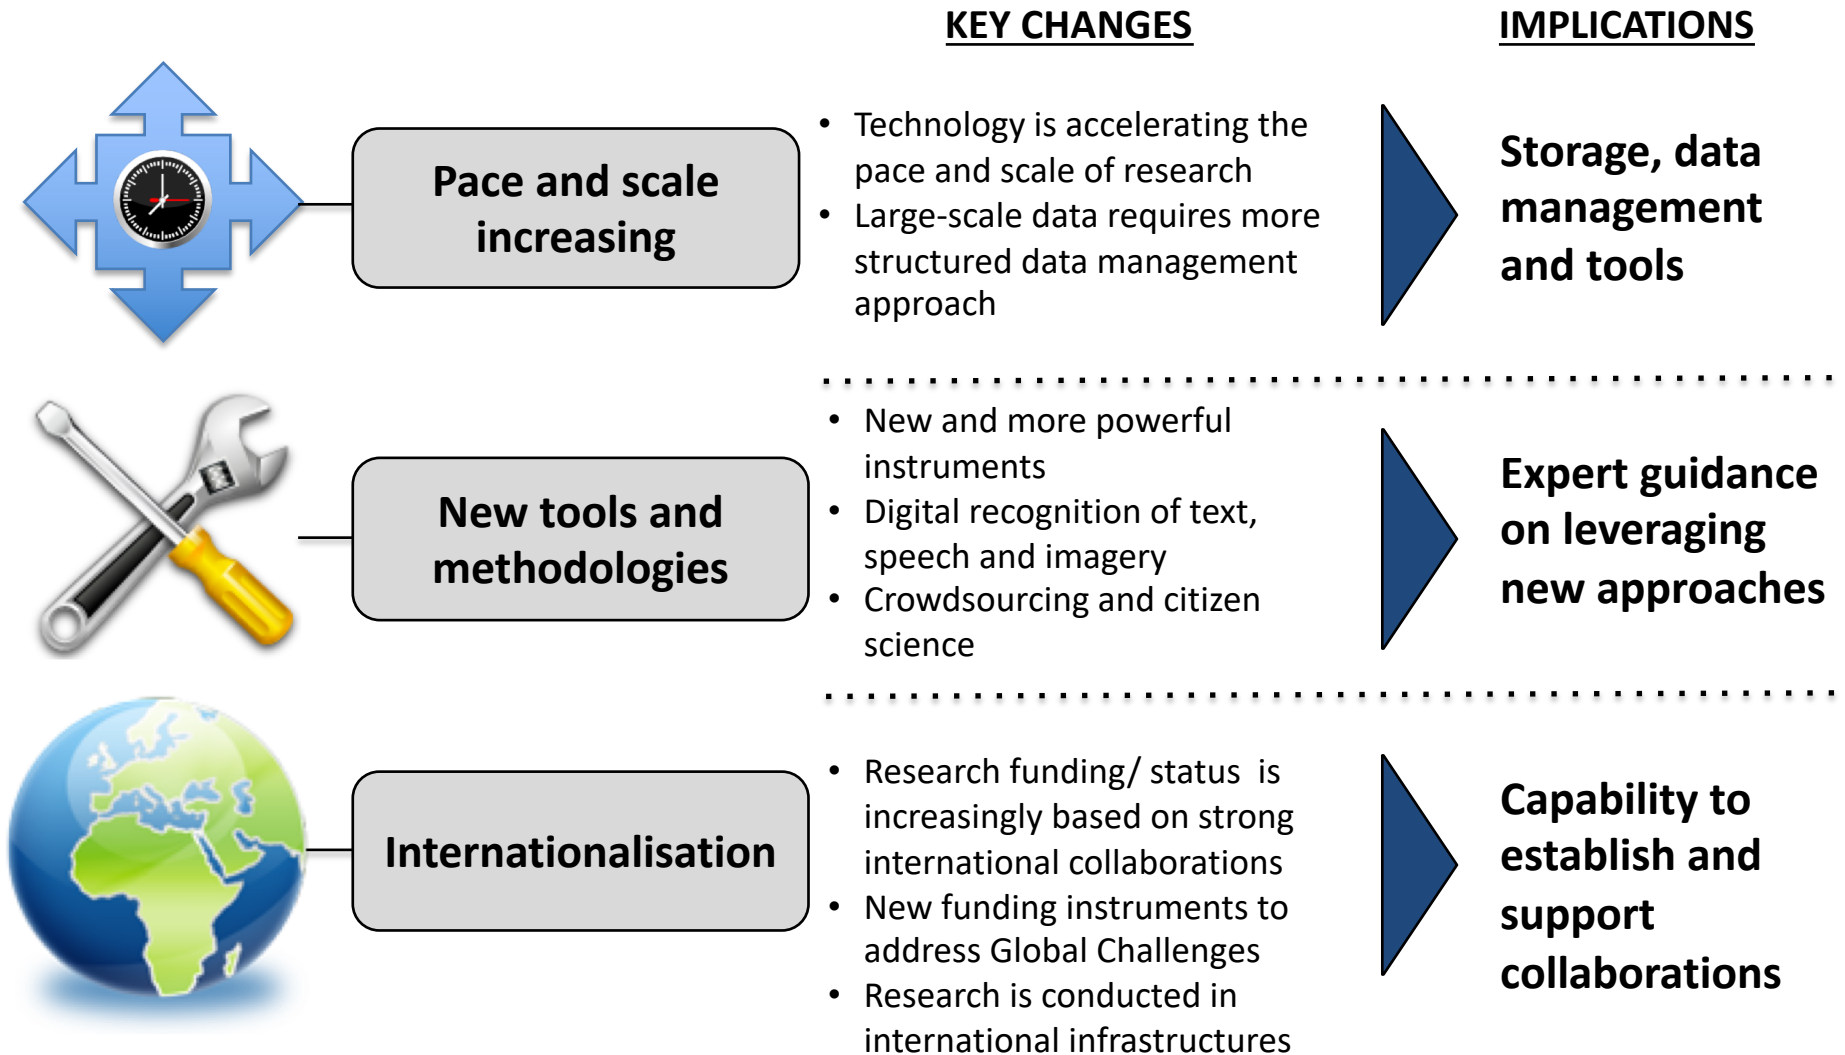 KEY CHANGES
IMPLICATIONS
Pace and scale
increasing
• Technology is accelerating the
pace and scale of research
• Large-scale data requires more
structured data management
approach
Storage, data
management
and tools
New tools and
methodologies
• New and more powerful
instruments
• Digital recognition of text,
speech and imagery
• Crowdsourcing and citizen
science
Expert guidance
on leveraging
new approaches
Internationalisation
• Research funding/ status  is
increasingly based on strong
international collaborations
• New funding instruments to
address Global Challenges
• Research is conducted in
international infrastructures
Capability to
establish and
support
collaborations